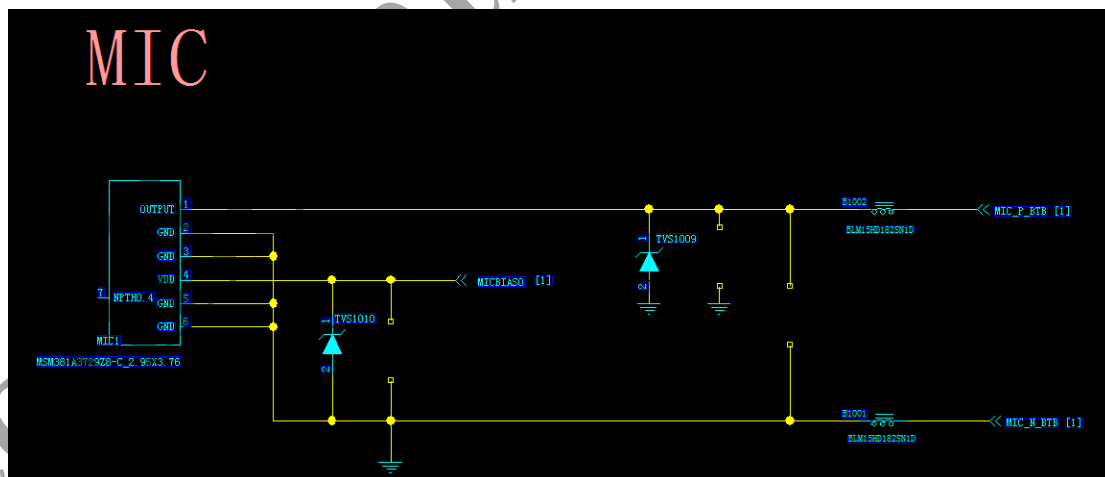 MIC
OUTPUT 1
GND 2
GND 3
VDD 4
7 NPTH0.4 GND 5
GND 6
MIC1
MSM381A3729Z8-C_2.95X3.76
MICBIAS0 [1]
1 TVS1010
2
1 TVS1009
2
B1002
BLM15HD182SN1D
MIC_P_BTB [1]
B1001
BLM15HD182SN1D
MIC_N_BTB [1]